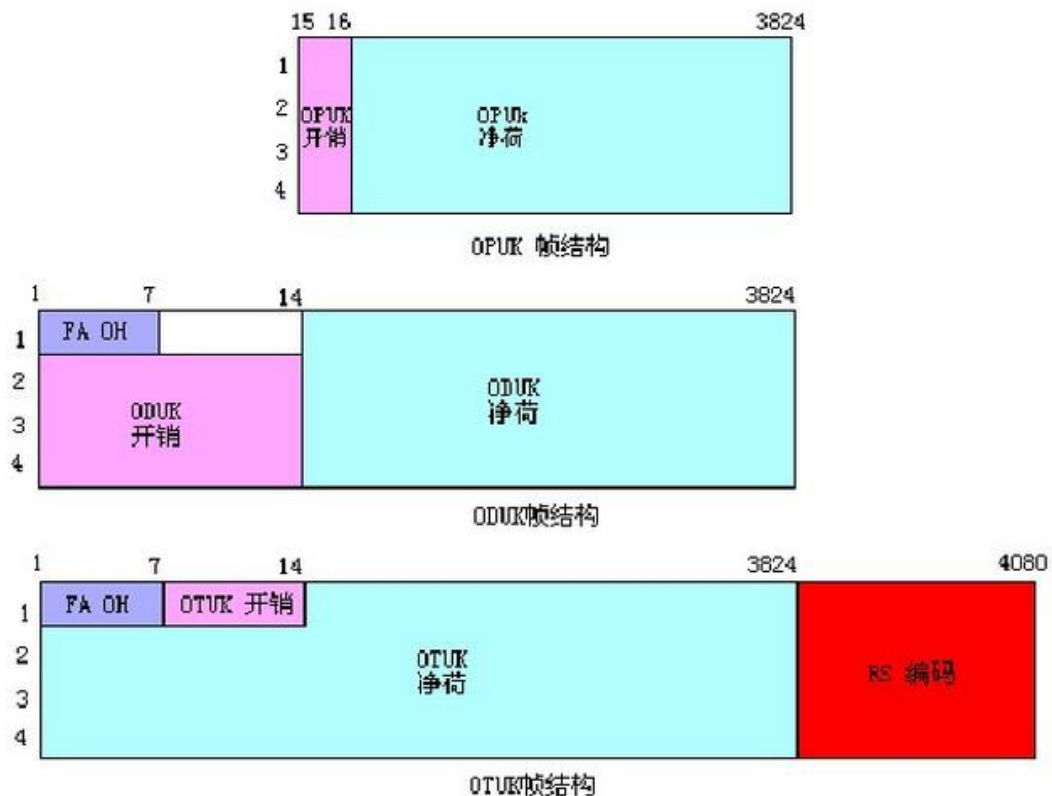 15 16 3824
1
2
3
4
OPUK
开销
OPUk
净荷
OPUK 帧结构
1 7 14 3824
1
2
3
4
FA OH
ODUK
开销
ODUK
净荷
ODUK帧结构
1 7 14 3824 4080
1
2
3
4
FA OH
OTUK 开销
OTUK
净荷
RS 编码
OTUK帧结构